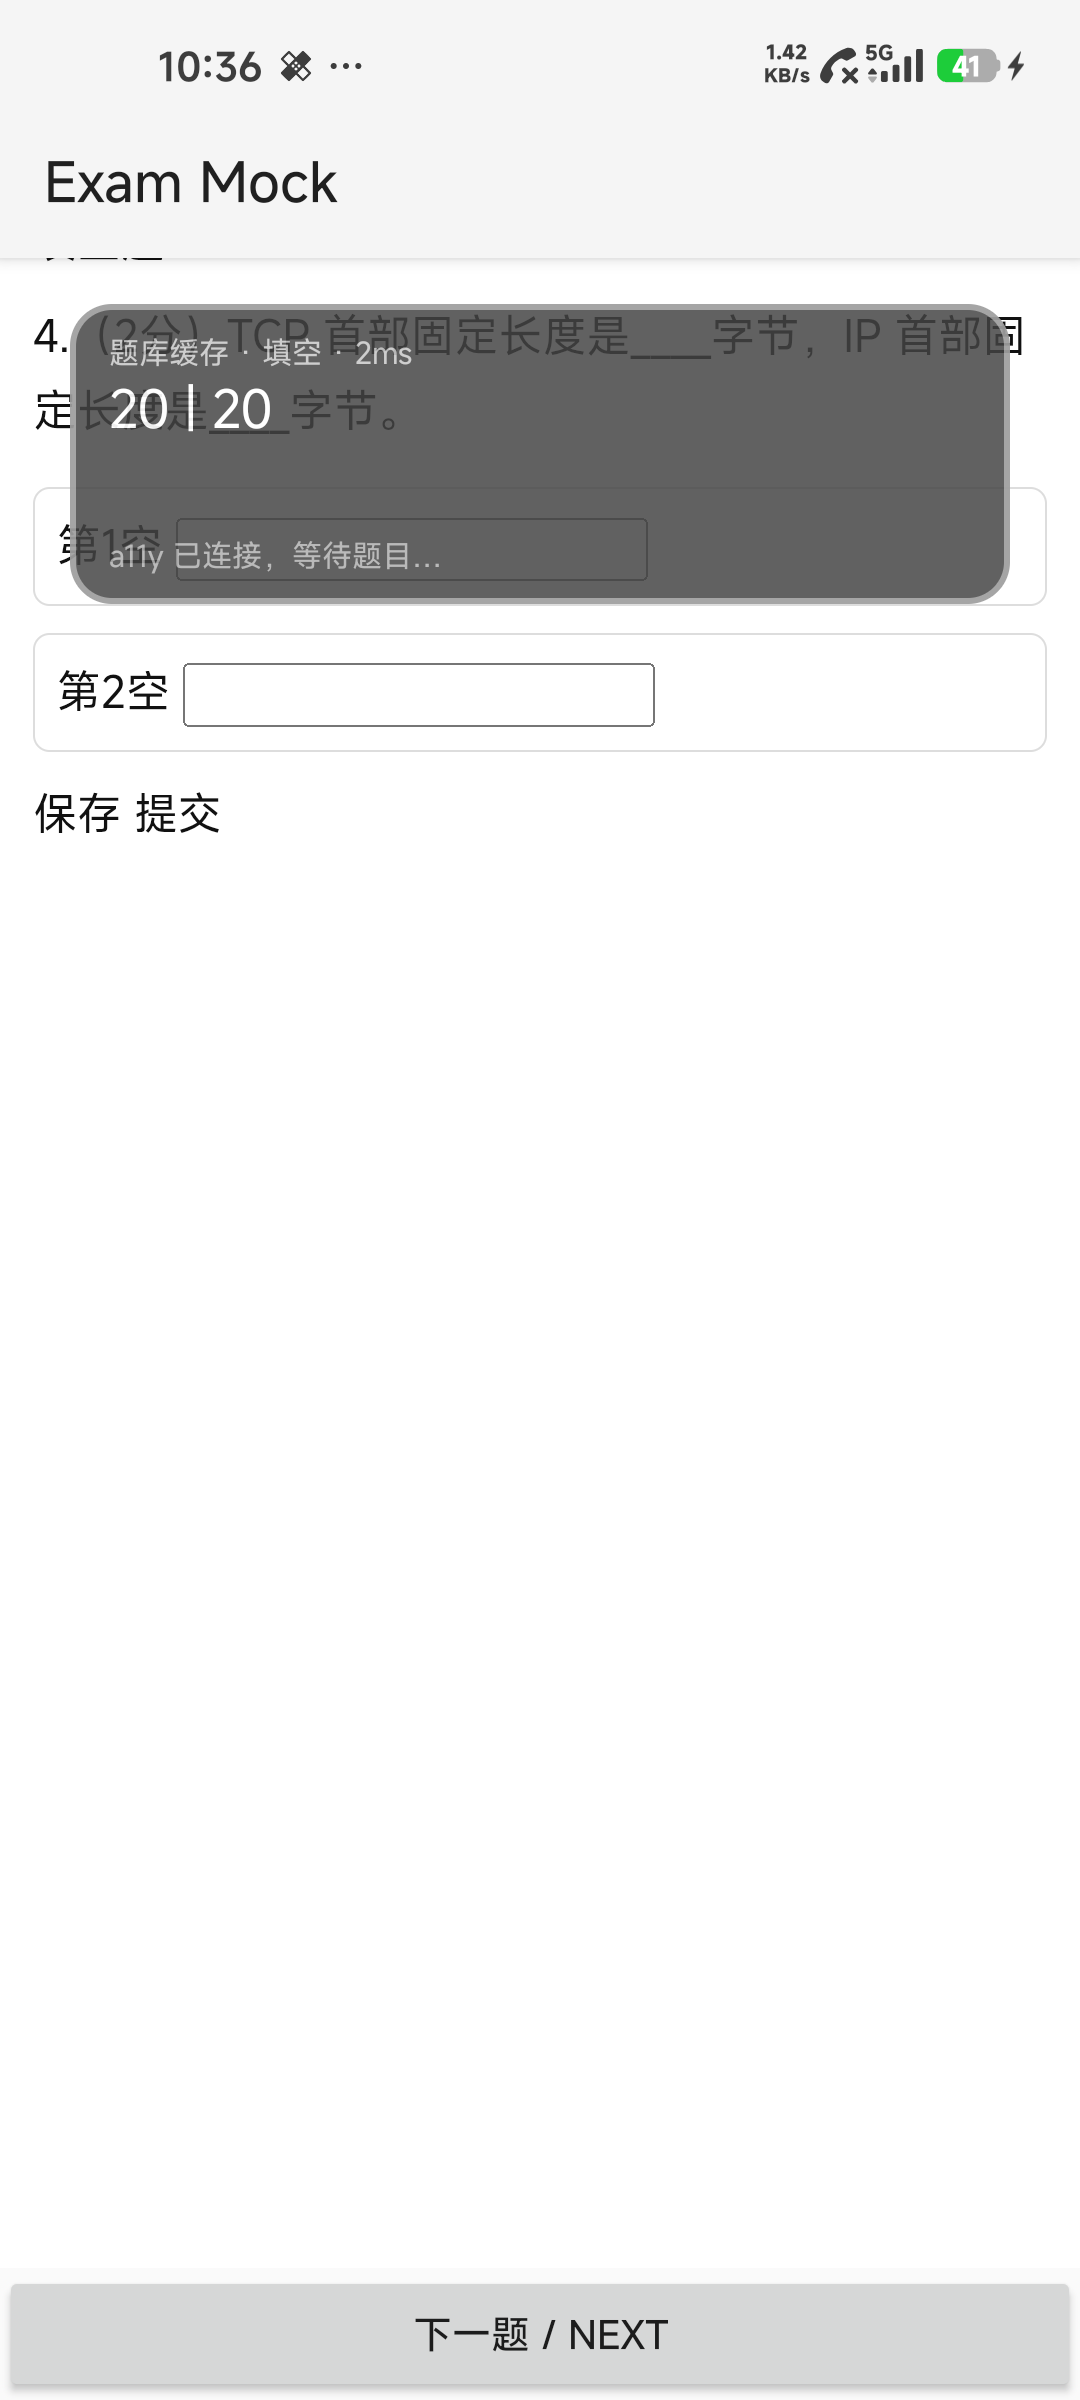 10:36 ...
1.42 KB/s 5G 41
Exam Mock
4. (2分) TCP 首部固定长度是____字节，IP 首部固
定长度是____字节。
题库缓存 · 填空 · 2ms
20 | 20
第1空
a11y 已连接，等待题目...
第2空
保存 提交
下一题 / NEXT